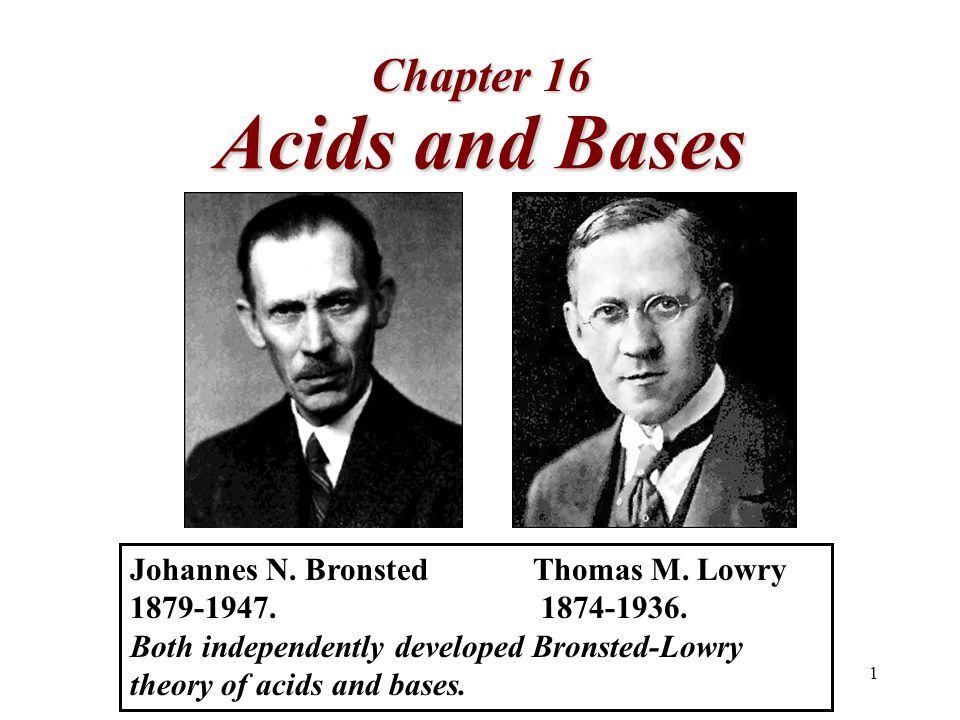 Chapter 16
Acids and Bases
Johannes N. Bronsted Thomas M. Lowry
1879-1947. 1874-1936.
Both independently developed Bronsted-Lowry
theory of acids and bases.
1